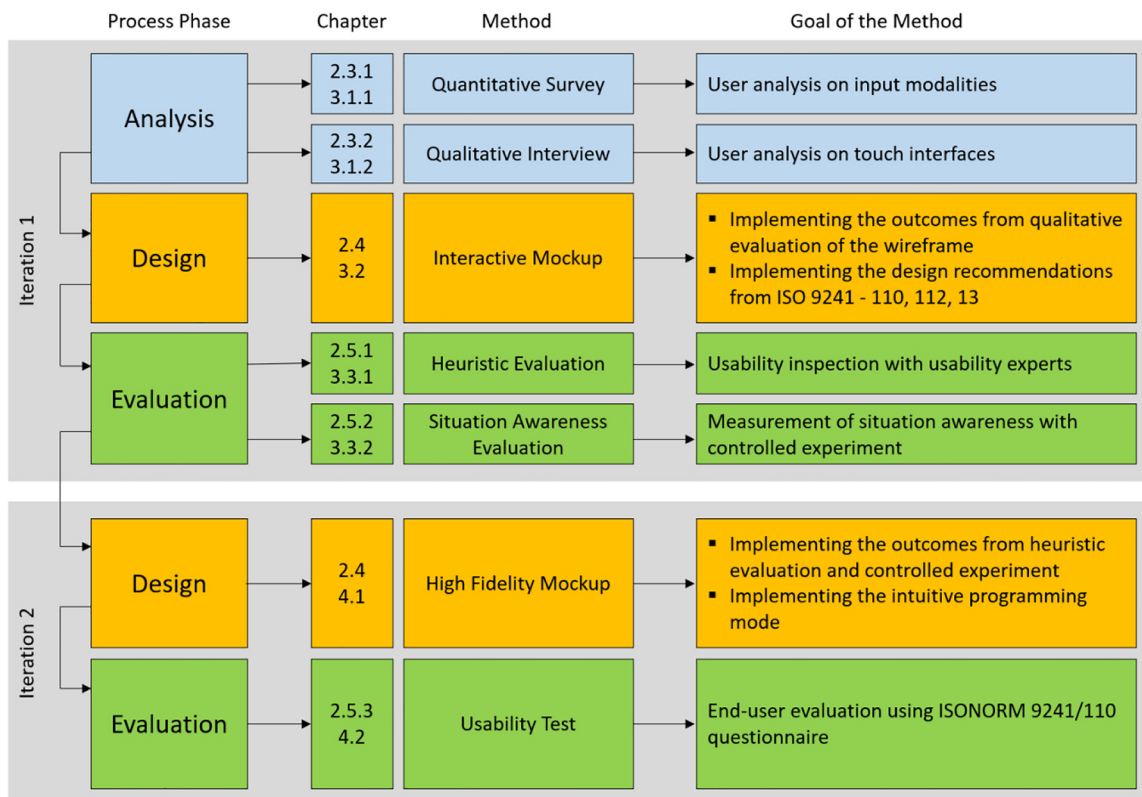 Process Phase
Chapter
Method
Goal of the Method
Iteration 1
Analysis
2.3.1
3.1.1
Quantitative Survey
User analysis on input modalities
2.3.2
3.1.2
Qualitative Interview
User analysis on touch interfaces
Design
2.4
3.2
Interactive Mockup
▪ Implementing the outcomes from qualitative
evaluation of the wireframe
▪ Implementing the design recommendations
from ISO 9241 - 110, 112, 13
Evaluation
2.5.1
3.3.1
Heuristic Evaluation
Usability inspection with usability experts
2.5.2
3.3.2
Situation Awareness
Evaluation
Measurement of situation awareness with
controlled experiment
Iteration 2
Design
2.4
4.1
High Fidelity Mockup
▪ Implementing the outcomes from heuristic
evaluation and controlled experiment
▪ Implementing the intuitive programming
mode
Evaluation
2.5.3
4.2
Usability Test
End-user evaluation using ISONORM 9241/110
questionnaire